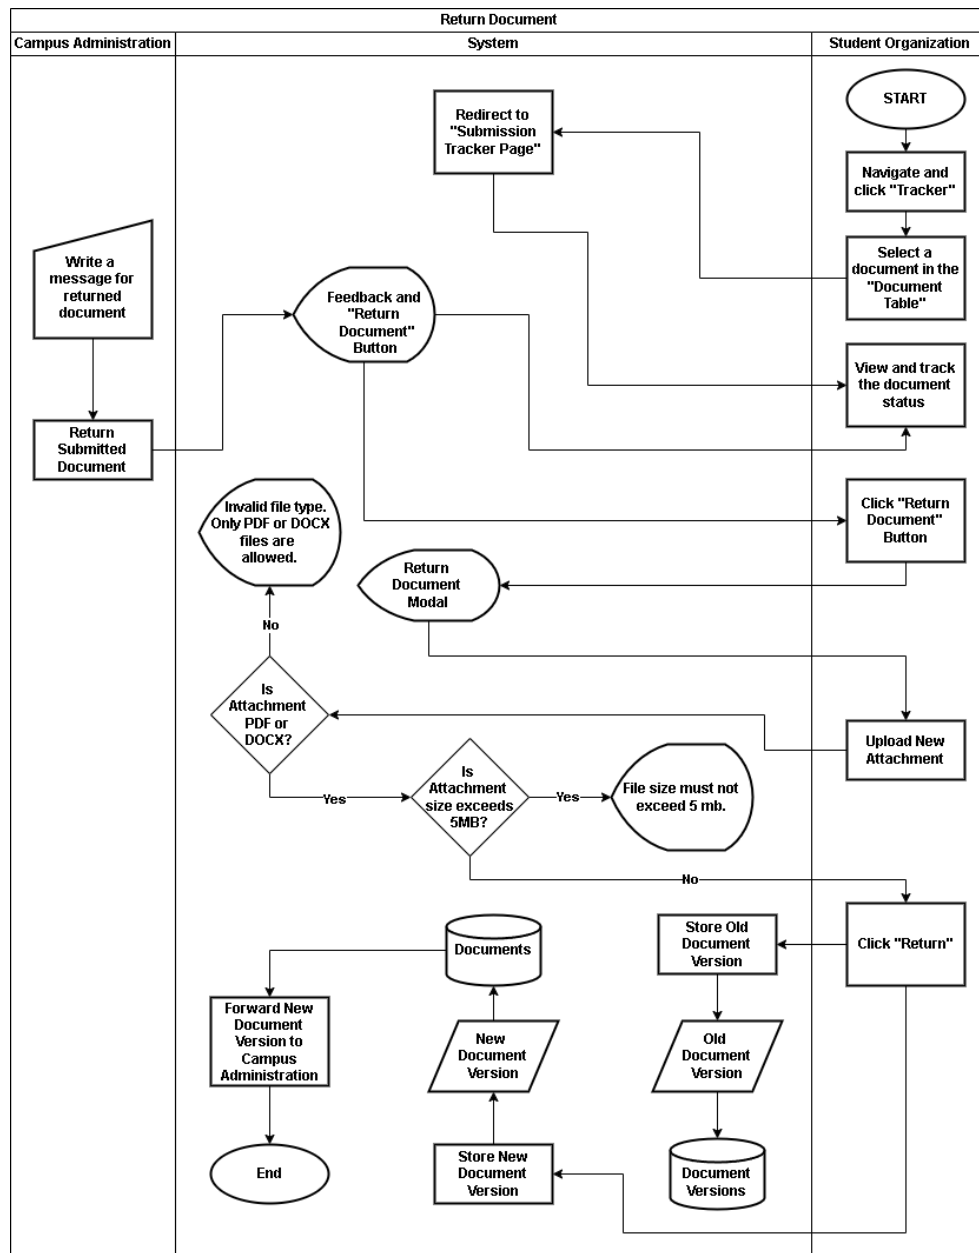 Return Document
Campus Administration
System
Student Organization
START
Redirect to
"Submission
Tracker Page"
Navigate and
click "Tracker"
Select a
document in the
"Document
Table"
Write a
message for
returned
document
Feedback and
"Return
Document"
Button
View and track
the document
status
Return
Submitted
Document
Invalid file type.
Only PDF or DOCX
files are
allowed.
Click "Return
Document"
Button
Return
Document
Modal
No
Is
Attachment
PDF or
DOCX?
Upload New
Attachment
Yes
Is
Attachment
size exceeds
5MB?
Yes
File size must not
exceed 5 mb.
No
Click "Return"
Store Old
Document
Version
Documents
Forward New
Document
Version to
Campus
Administration
New
Document
Version
Old
Document
Version
End
Store New
Document
Version
Document
Versions